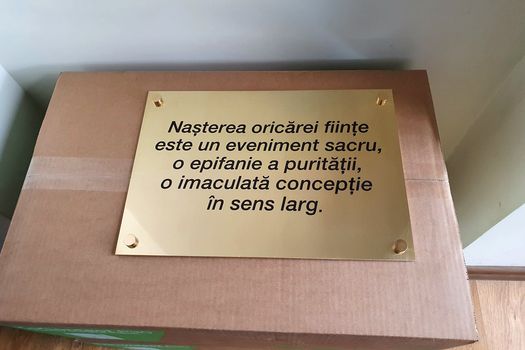 Nașterea oricărei ființe
este un eveniment sacru,
o epifanie a purității,
o imaculată concepție
în sens larg.